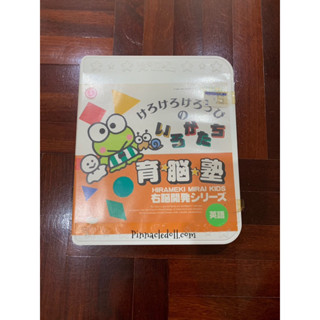 けろけろけろっぴ
の
いろかたち
育★脳★塾
HIRAMEKI MIRAI KIDS
右脳開発シリーズ
英語
Pinnacledoll.com